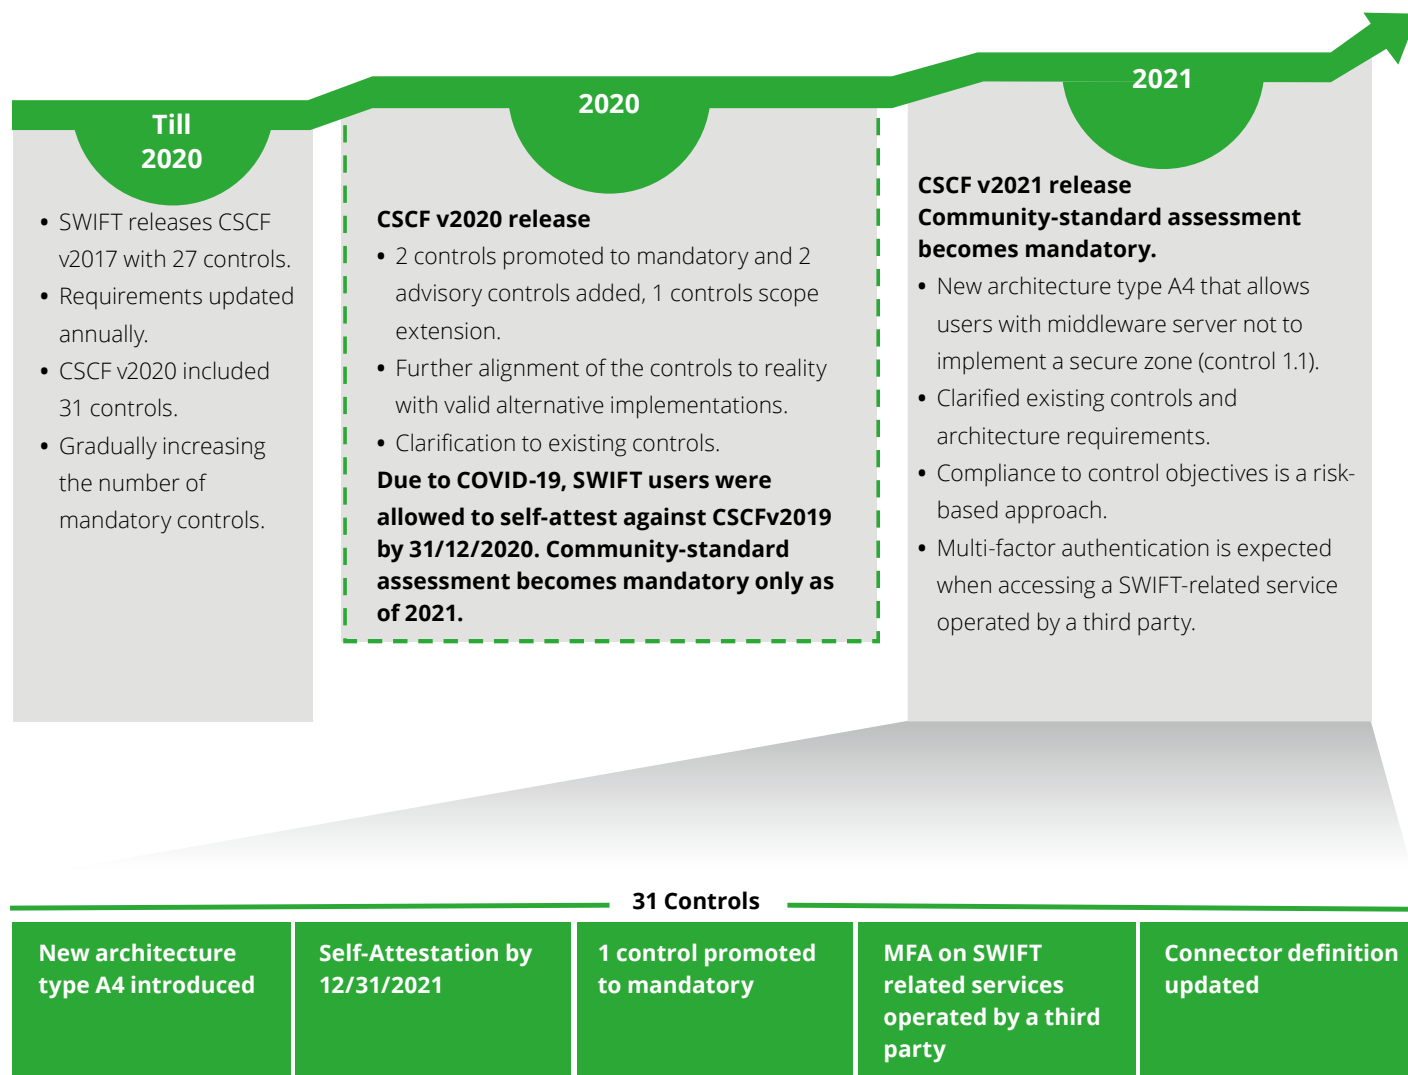 Till
2020
• SWIFT releases CSCF
v2017 with 27 controls.
• Requirements updated
annually.
• CSCF v2020 included
31 controls.
• Gradually increasing
the number of
mandatory controls.
2020
CSCF v2020 release
• 2 controls promoted to mandatory and 2
advisory controls added, 1 controls scope
extension.
• Further alignment of the controls to reality
with valid alternative implementations.
• Clarification to existing controls.
Due to COVID-19, SWIFT users were
allowed to self-attest against CSCFv2019
by 31/12/2020. Community-standard
assessment becomes mandatory only as
of 2021.
2021
CSCF v2021 release
Community-standard assessment
becomes mandatory.
• New architecture type A4 that allows
users with middleware server not to
implement a secure zone (control 1.1).
• Clarified existing controls and
architecture requirements.
• Compliance to control objectives is a risk-
based approach.
• Multi-factor authentication is expected
when accessing a SWIFT-related service
operated by a third party.
31 Controls
New architecture
type A4 introduced
Self-Attestation by
12/31/2021
1 control promoted
to mandatory
MFA on SWIFT
related services
operated by a third
party
Connector definition
updated